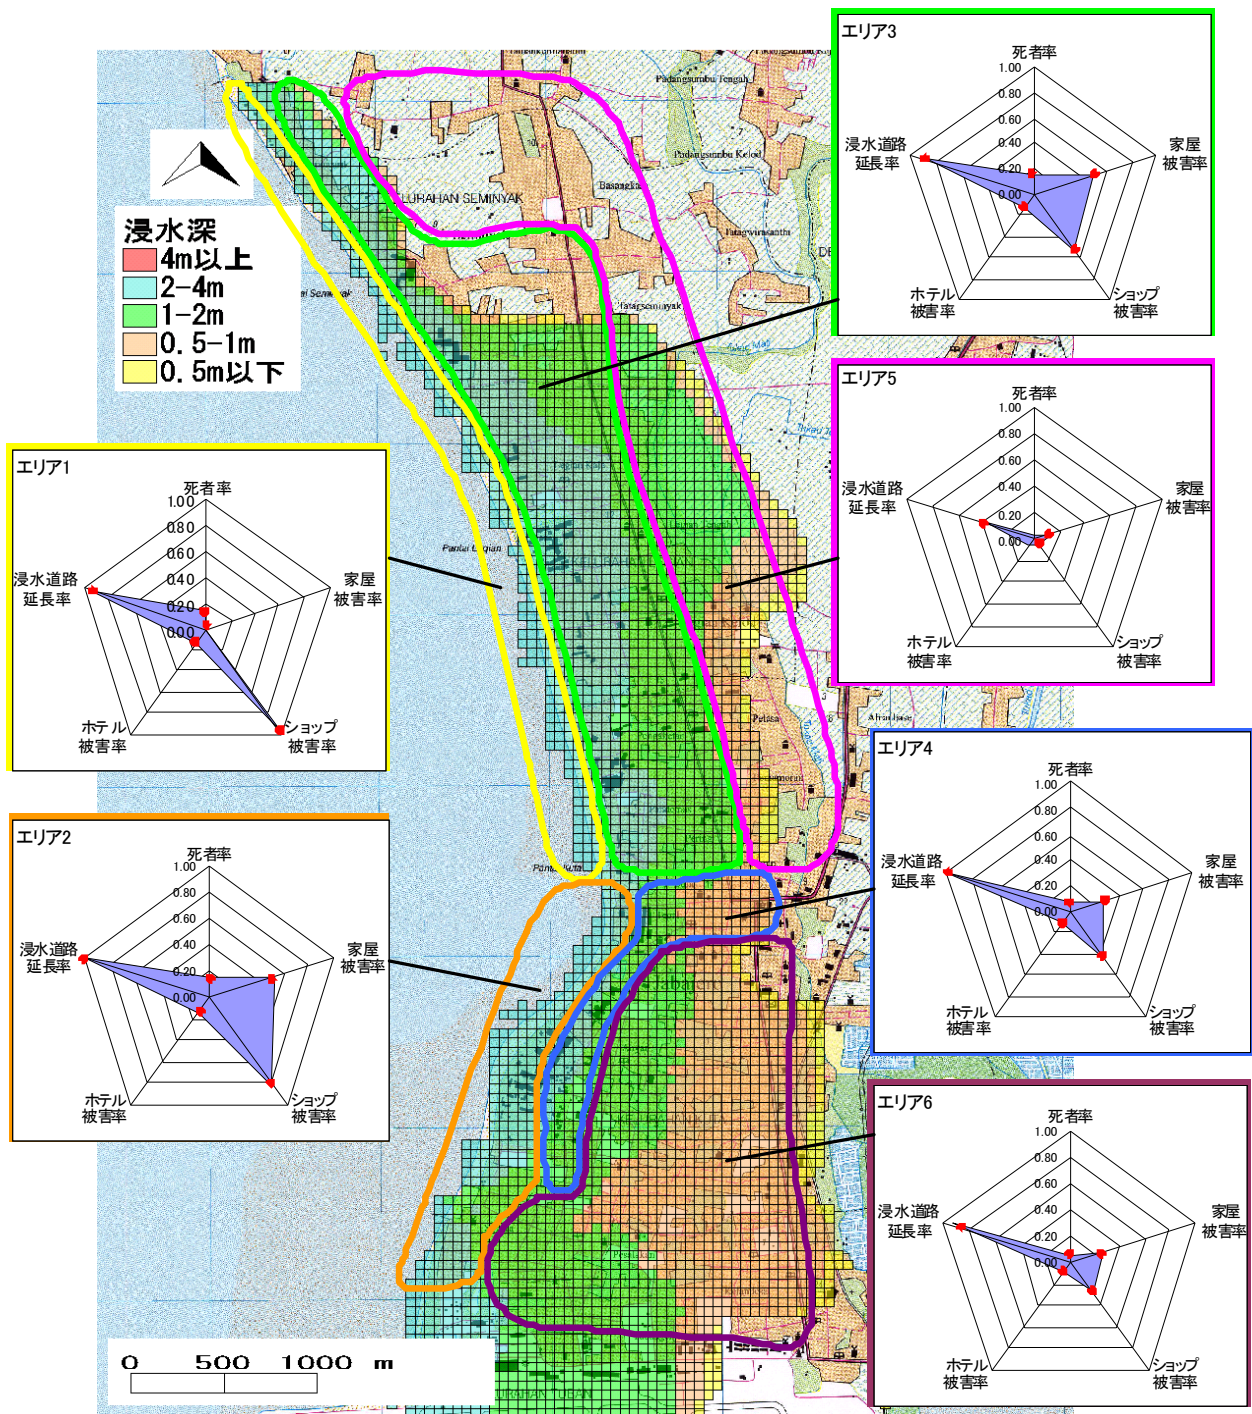 エリア3
死者率
1.00
0.80
0.60
0.40
0.20
0.00
浸水道路
延長率
家屋
被害率
ホテル
被害率
ショップ
被害率
Padangsumbu Tengah
Padangsumbu Kelod
Basangka
LURAHAN SEMINYAK
Tatagwirasantha
Tatagseminyak
浸水深
4m以上
2-4m
1-2m
0.5-1m
0.5m以下
エリア5
死者率
1.00
0.80
0.60
0.40
0.20
0.00
浸水道路
延長率
家屋
被害率
ホテル
被害率
ショップ
被害率
エリア1
死者率
1.00
0.80
0.60
0.40
0.20
0.00
浸水道路
延長率
家屋
被害率
ホテル
被害率
ショップ
被害率
エリア4
死者率
1.00
0.80
0.60
0.40
0.20
0.00
浸水道路
延長率
家屋
被害率
ホテル
被害率
ショップ
被害率
エリア2
死者率
1.00
0.80
0.60
0.40
0.20
0.00
浸水道路
延長率
家屋
被害率
ホテル
被害率
ショップ
被害率
エリア6
死者率
1.00
0.80
0.60
0.40
0.20
0.00
浸水道路
延長率
家屋
被害率
ホテル
被害率
ショップ
被害率
0 500 1000 m